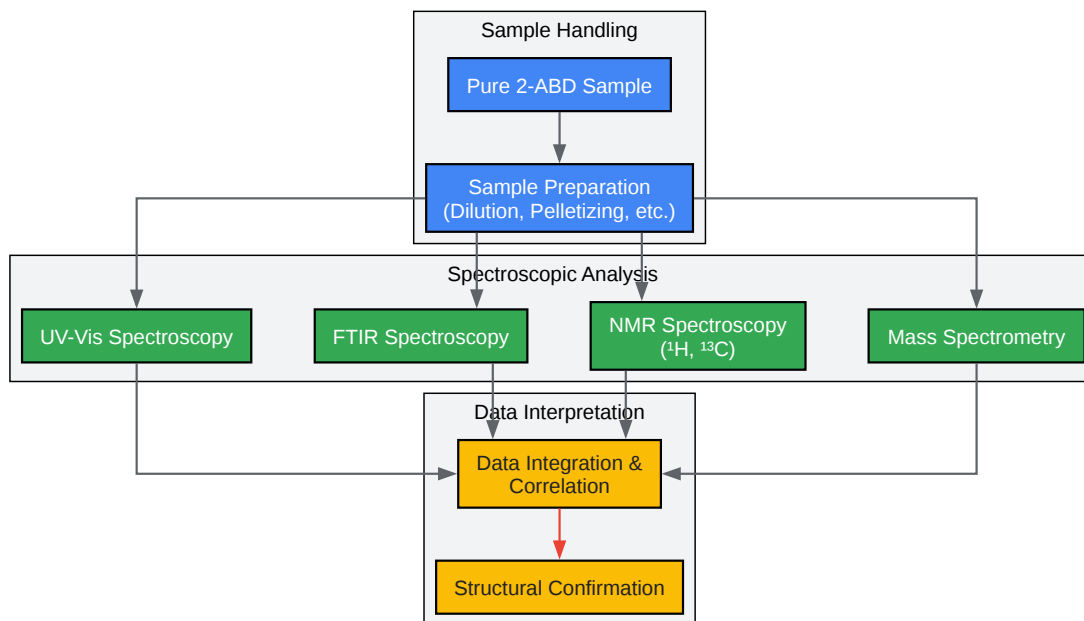 Sample Handling
Pure 2-ABD Sample
Sample Preparation
(Dilution, Pelletizing, etc.)
Spectroscopic Analysis
UV-Vis Spectroscopy
FTIR Spectroscopy
NMR Spectroscopy
(¹H, ¹³C)
Mass Spectrometry
Data Interpretation
Data Integration &
Correlation
Structural Confirmation